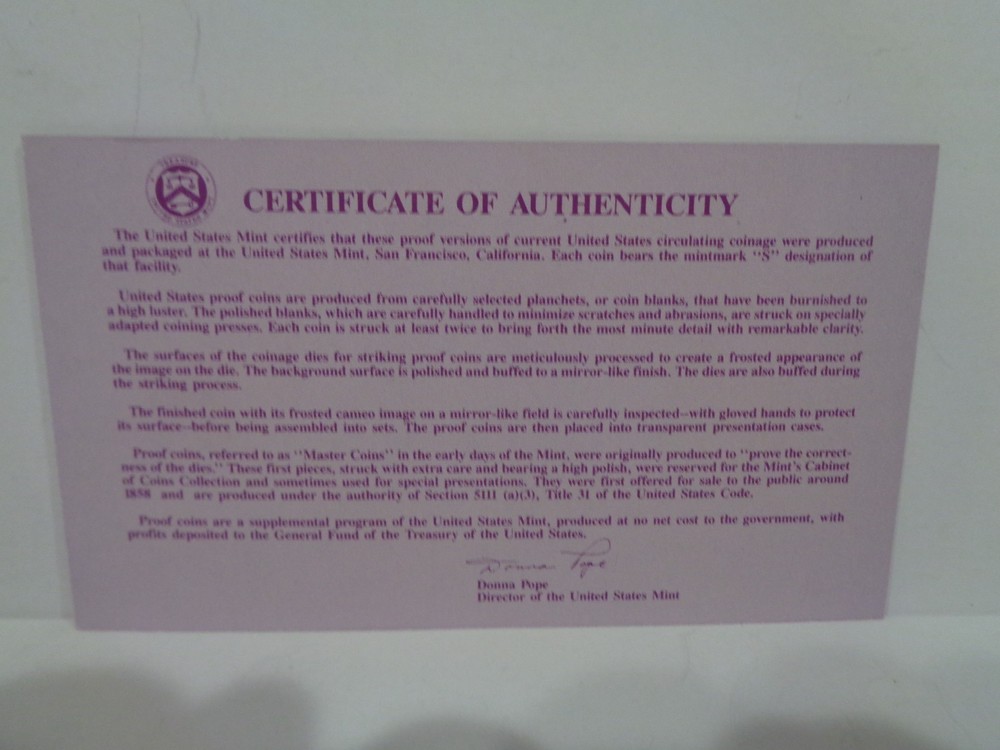 CERTIFICATE OF AUTHENTICITY
The United States Mint certifies that these proof versions of current United States circulating coinage were produced
and packaged at the United States Mint, San Francisco, California. Each coin bears the mintmark "S" designation of
that facility.
United States proof coins are produced from carefully selected planchets, or coin blanks, that have been burnished to
a high luster. The polished blanks, which are carefully handled to minimize scratches and abrasions, are struck on specially
adapted coining presses. Each coin is struck at least twice to bring forth the most minute detail with remarkable clarity.
The surfaces of the coinage dies for striking proof coins are meticulously processed to create a frosted appearance of
the image on the die. The background surface is polished and buffed to a mirror-like finish. The dies are also buffed during
the striking process.
The finished coin with its frosted cameo image on a mirror-like field is carefully inspected—with gloved hands to protect
its surface—before being assembled into sets. The proof coins are then placed into transparent presentation cases.
Proof coins, referred to as "Master Coins" in the early days of the Mint, were originally produced to "prove the correct-
ness of the dies." These first pieces, struck with extra care and bearing a high polish, were reserved for the Mint's Cabinet
of Coins Collection and sometimes used for special presentations. They were first offered for sale to the public around
1858 and are produced under the authority of Section 5111 (a)(3), Title 31 of the United States Code.
Proof coins are a supplemental program of the United States Mint, produced at no net cost to the government, with
profits deposited to the General Fund of the Treasury of the United States.
Donna Pope
Donna Pope
Director of the United States Mint